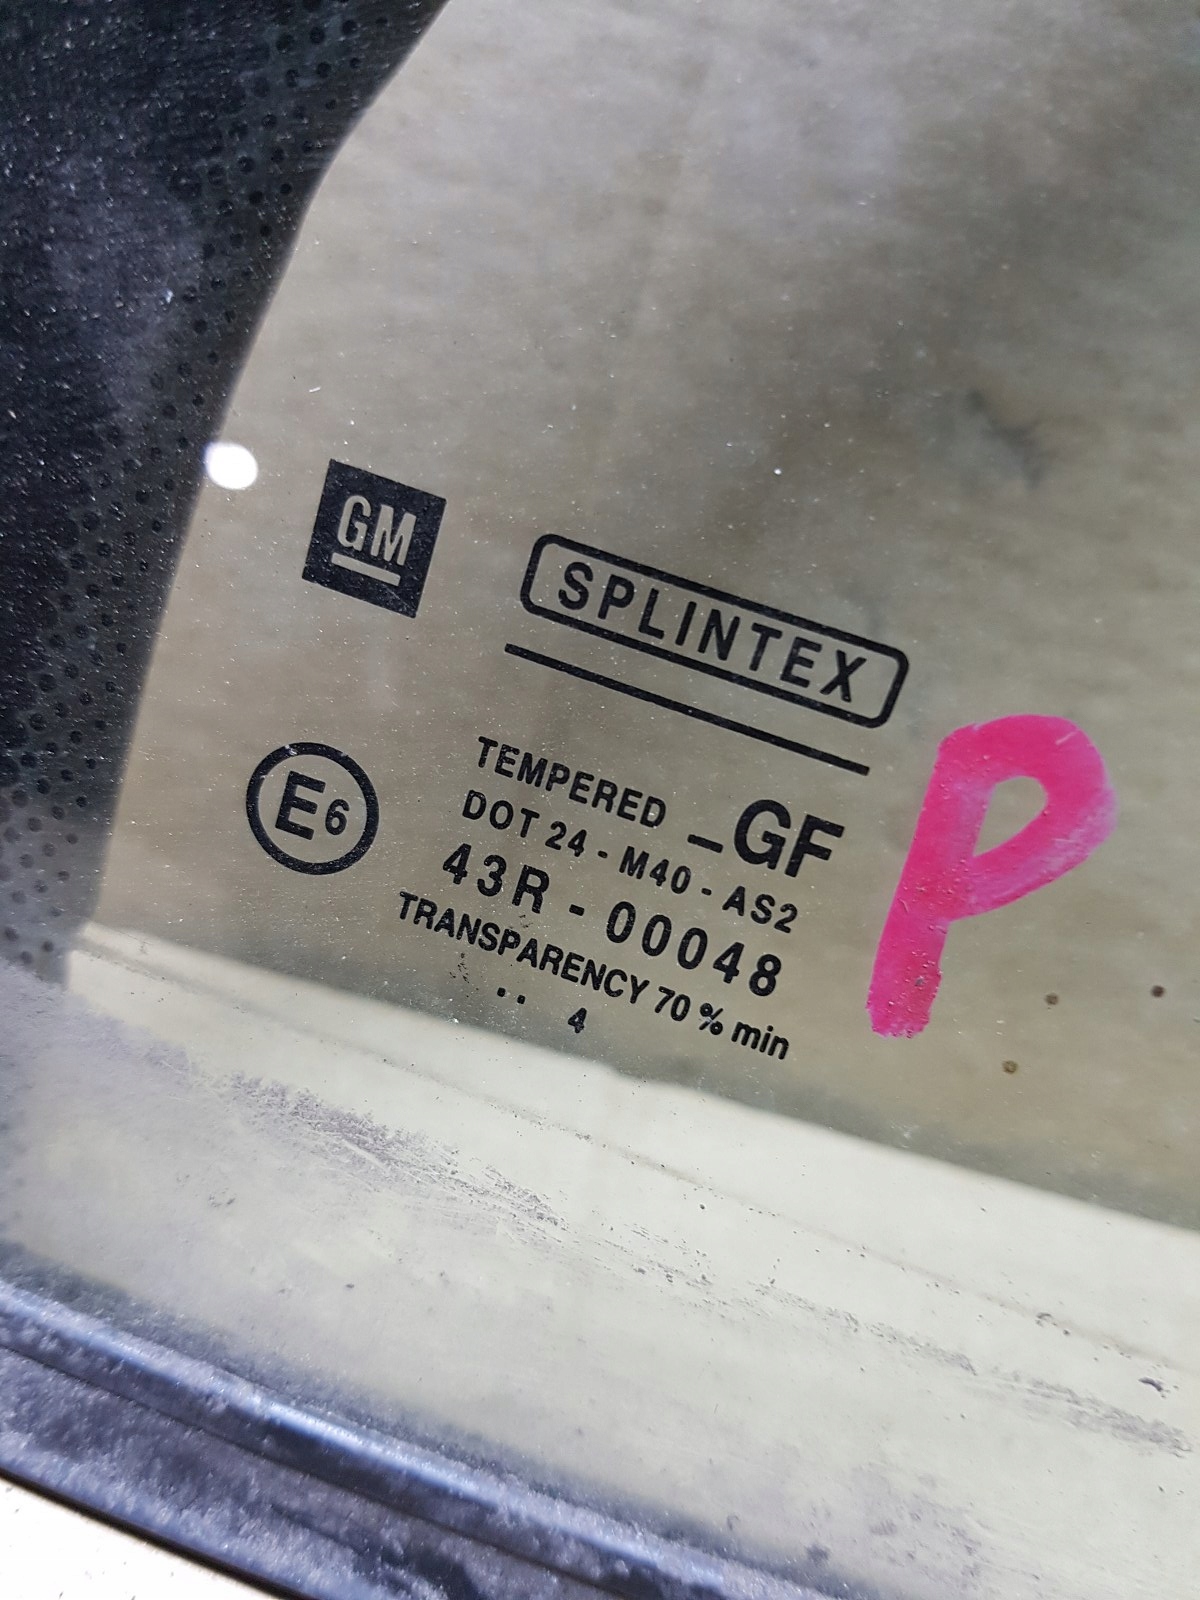 GM
SPLINTEX
E6
TEMPERED -GF
DOT 24 - M40 - AS2
43R - 00048
TRANSPARENCY 70 % min
.. 4
P